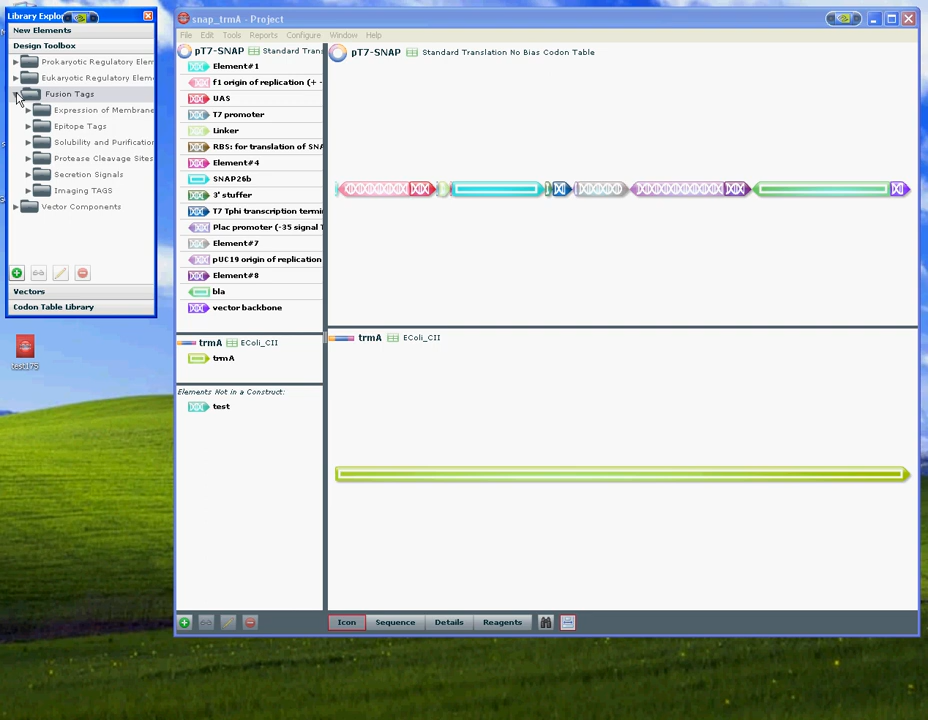 Library Explor
New Elements
Design Toolbox
Prokaryotic Regulatory Elem
Eukaryotic Regulatory Elem
Fusion Tags
Expression of Membrane
Epitope Tags
Solubility and Purificatio
Protease Cleavage Sites
Secretion Signals
Imaging TAGS
Vector Components
Vectors
Codon Table Library
test175
snap_trmA - Project
File Edit Tools Reports Configure Window Help
pT7-SNAP Standard Trans
Element#1
f1 origin of replication (+ -
UAS
T7 promoter
Linker
RBS: for translation of SNA
Element#4
SNAP26b
3' stuffer
T7 Tphi transcription termi
Plac promoter (-35 signal T
Element#7
pUC19 origin of replication
Element#8
bla
vector backbone
trmA EColi_CII
trmA
Elements Not in a Construct:
test
pT7-SNAP Standard Translation No Bias Codon Table
trmA EColi_CII
Icon Sequence Details Reagents